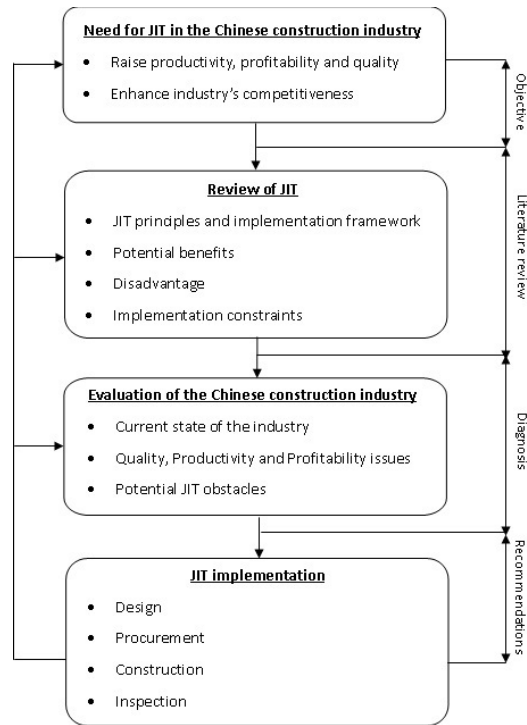 Need for JIT in the Chinese construction industry
• Raise productivity, profitability and quality
• Enhance industry's competitiveness
Objective
Review of JIT
• JIT principles and implementation framework
• Potential benefits
• Disadvantage
• Implementation constraints
Literature review
Evaluation of the Chinese construction industry
• Current state of the industry
• Quality, Productivity and Profitability issues
• Potential JIT obstacles
Diagnosis
JIT implementation
• Design
• Procurement
• Construction
• Inspection
Recommendations